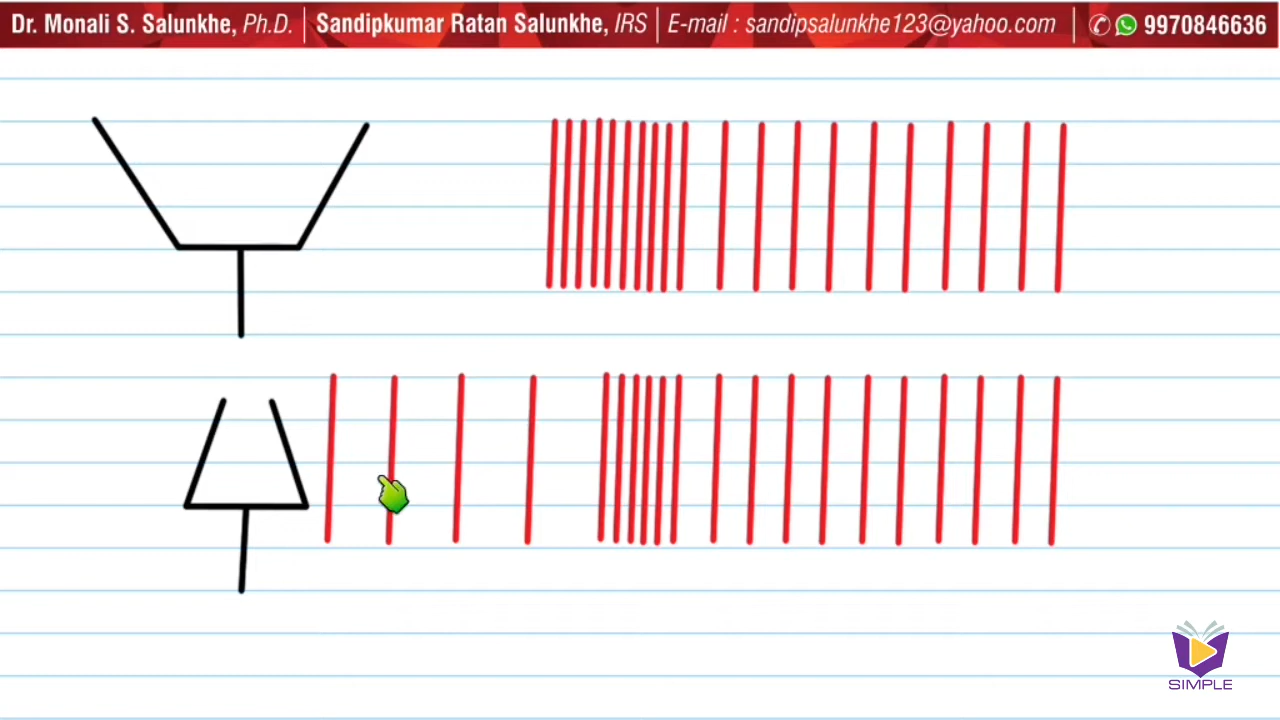 Dr. Monali S. Salunkhe, Ph.D. | Sandipkumar Ratan Salunkhe, IRS | E-mail : sandipsalunkhe123@yahoo.com | 9970846636
SIMPLE